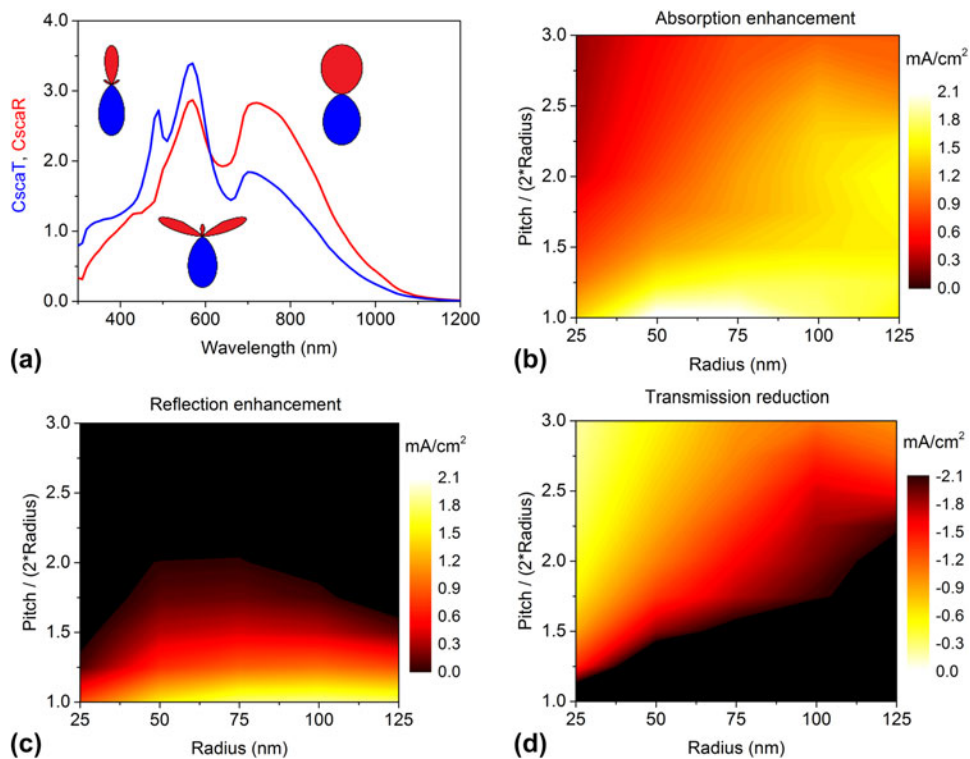 4.0
3.0
2.0
1.0
0.0
CscaT, CscaR
400 600 800 1000 1200
Wavelength (nm)
(a)
Absorption enhancement
3.0
2.5
2.0
1.5
1.0
Pitch / (2*Radius)
25 50 75 100 125
Radius (nm)
mA/cm2
2.1
1.8
1.5
1.2
0.9
0.6
0.3
0.0
(b)
Reflection enhancement
3.0
2.5
2.0
1.5
1.0
Pitch / (2*Radius)
25 50 75 100 125
Radius (nm)
mA/cm2
2.1
1.8
1.5
1.2
0.9
0.6
0.3
0.0
(c)
Transmission reduction
3.0
2.5
2.0
1.5
1.0
Pitch / (2*Radius)
25 50 75 100 125
Radius (nm)
mA/cm2
-2.1
-1.8
-1.5
-1.2
-0.9
-0.6
-0.3
0.0
(d)